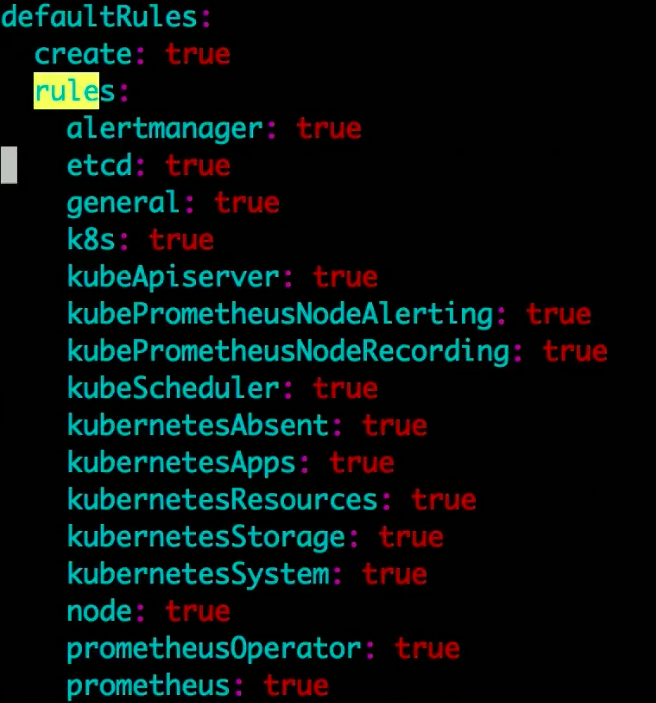 defaultRules:
  create: true
  rules:
    alertmanager: true
    etcd: true
    general: true
    k8s: true
    kubeApiserver: true
    kubePrometheusNodeAlerting: true
    kubePrometheusNodeRecording: true
    kubeScheduler: true
    kubernetesAbsent: true
    kubernetesApps: true
    kubernetesResources: true
    kubernetesStorage: true
    kubernetesSystem: true
    node: true
    prometheusOperator: true
    prometheus: true